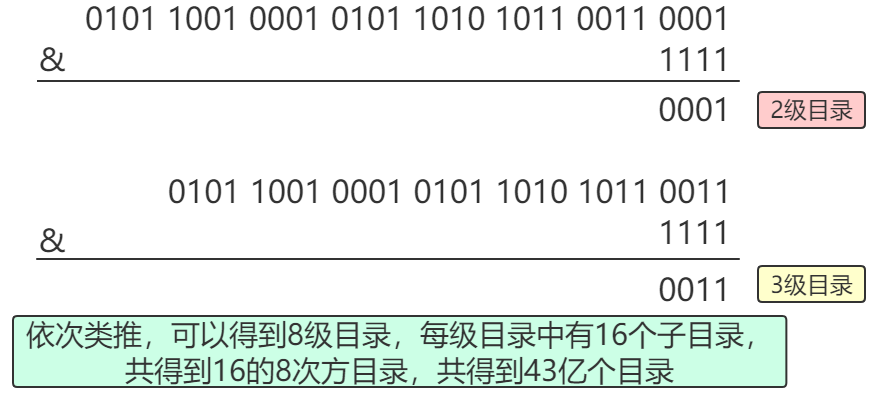 0101 1001 0001 0101 1010 1011 0011 0001
& 1111
0001 2级目录
0101 1001 0001 0101 1010 1011 0011
& 1111
0011 3级目录
依次类推，可以得到8级目录，每级目录中有16个子目录，
共得到16的8次方目录，共得到43亿个目录